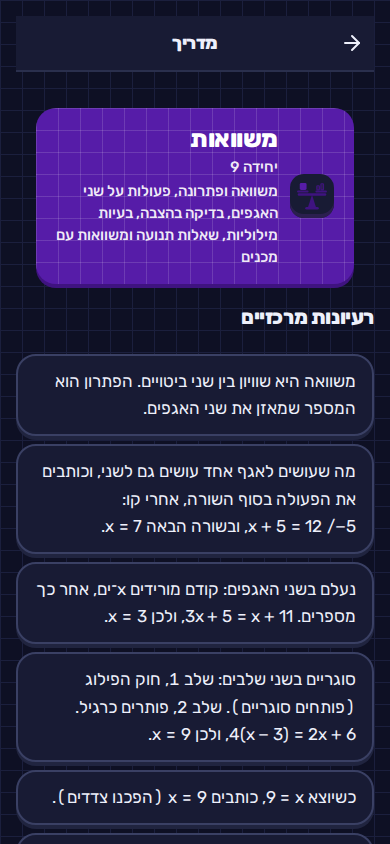 מדריך
משוואות
יחידה 9
משוואה ופתרונה, פעולות על שני
האגפים, בדיקה בהצבה, בעיות
מילוליות, שאלות תנועה ומשוואות עם
מכנים
רעיונות מרכזיים
משוואה היא שוויון בין שני ביטויים. הפתרון הוא
המספר שמאזן את שני האגפים.
מה שעושים לאגף אחד עושים גם לשני, וכותבים
את הפעולה בסוף השורה, אחרי קו:
x + 5 = 12 /−5, ובשורה הבאה x = 7.
נעלם בשני האגפים: קודם מורידים x־ים, אחר כך
מספרים. 3x + 5 = x + 11, ולכן x = 3.
סוגריים בשני שלבים: שלב 1, חוק הפילוג
(פותחים סוגריים). שלב 2, פותרים כרגיל.
4(x − 3) = 2x + 6, ולכן x = 9.
כשיוצא 9 = x, כותבים x = 9 (הפכנו צדדים).